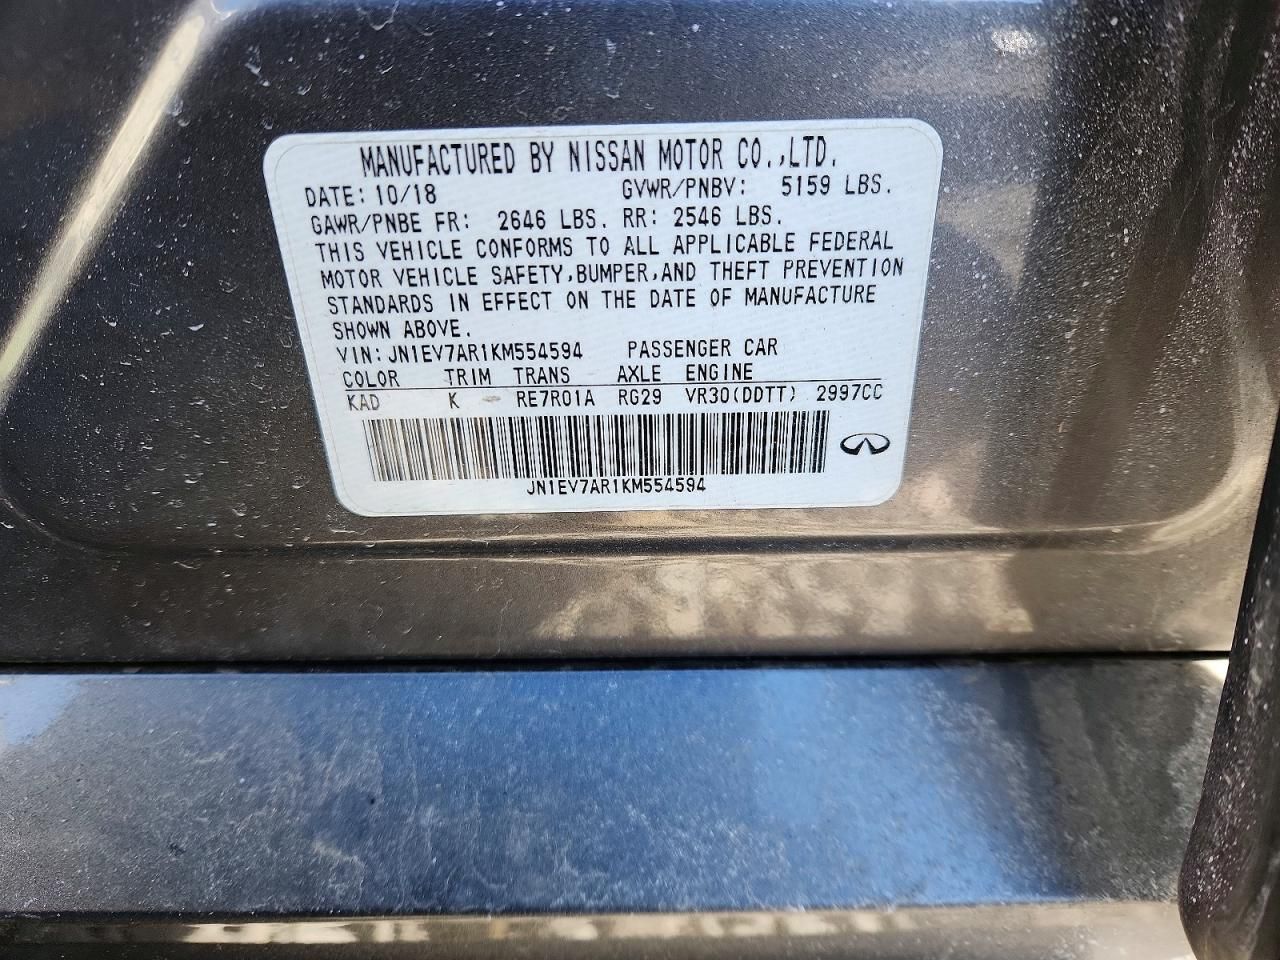 MANUFACTURED BY NISSAN MOTOR CO.,LTD.
DATE: 10/18 GVWR/PNBV: 5159 LBS.
GAWR/PNBE FR: 2646 LBS. RR: 2546 LBS.
THIS VEHICLE CONFORMS TO ALL APPLICABLE FEDERAL
MOTOR VEHICLE SAFETY,BUMPER,AND THEFT PREVENTION
STANDARDS IN EFFECT ON THE DATE OF MANUFACTURE
SHOWN ABOVE.
VIN: JN1EV7AR1KM554594 PASSENGER CAR
COLOR TRIM TRANS AXLE ENGINE
KAD K RE7R01A RG29 VR30(DDTT) 2997CC
JN1EV7AR1KM554594